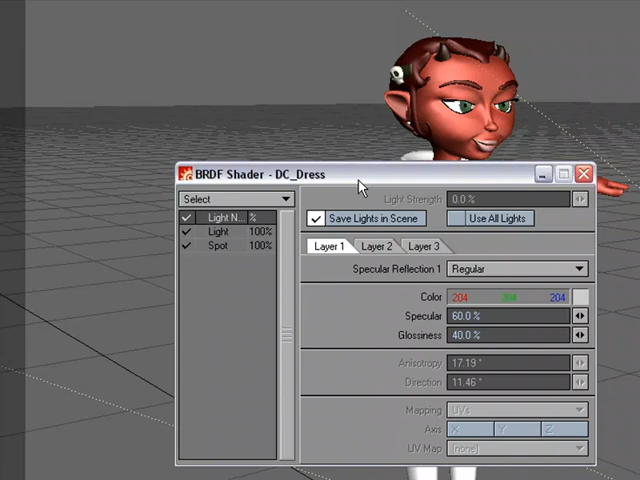 BRDF Shader - DC_Dress
Select
Light N... %
Light 100%
Spot 100%
Light Strength 0.0 %
Save Lights in Scene Use All Lights
Layer 1 Layer 2 Layer 3
Specular Reflection 1 Regular
Color 204 204 204
Specular 60.0 %
Glossiness 40.0 %
Anisotropy 17.19 °
Direction 11.46 °
Mapping UVs
Axis X Y Z
UV Map (none)